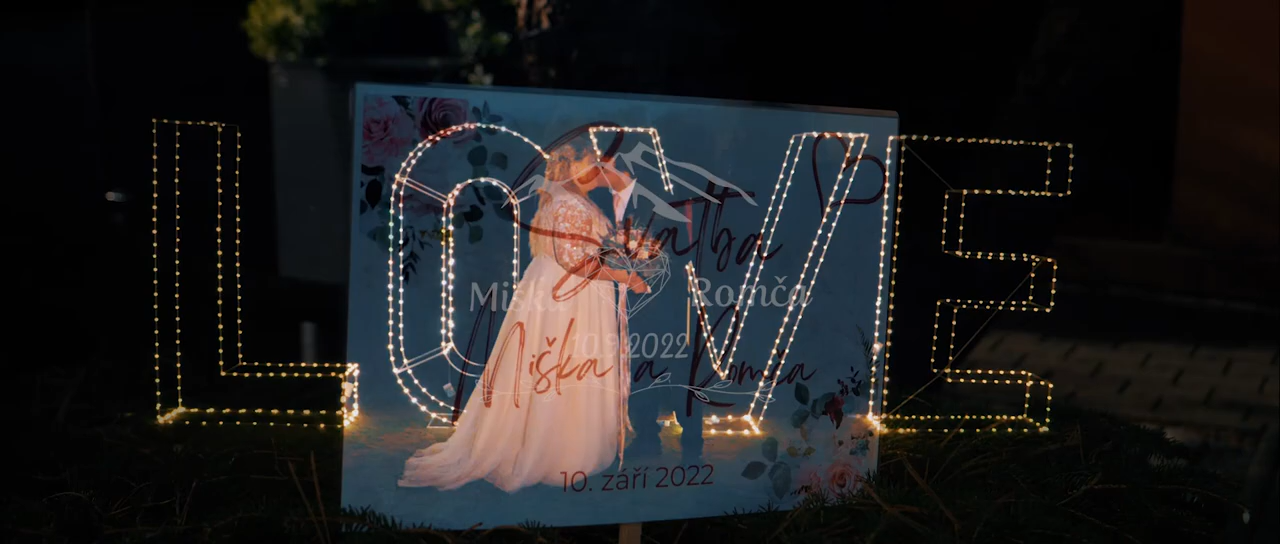 LOVE
Svatba
Miška & Romča
10.9.2022
Miška a Romča
10. září 2022